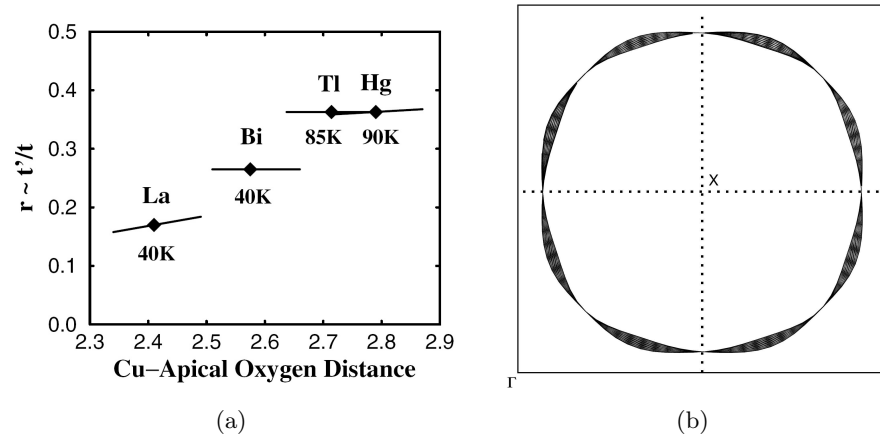 0.5
0.4
0.3
0.2
0.1
0.0
r ~ t’/t
La
40K
Bi
40K
Tl
Hg
85K
90K
2.3 2.4 2.5 2.6 2.7 2.8 2.9
Cu–Apical Oxygen Distance
(a)
X
Γ
(b)